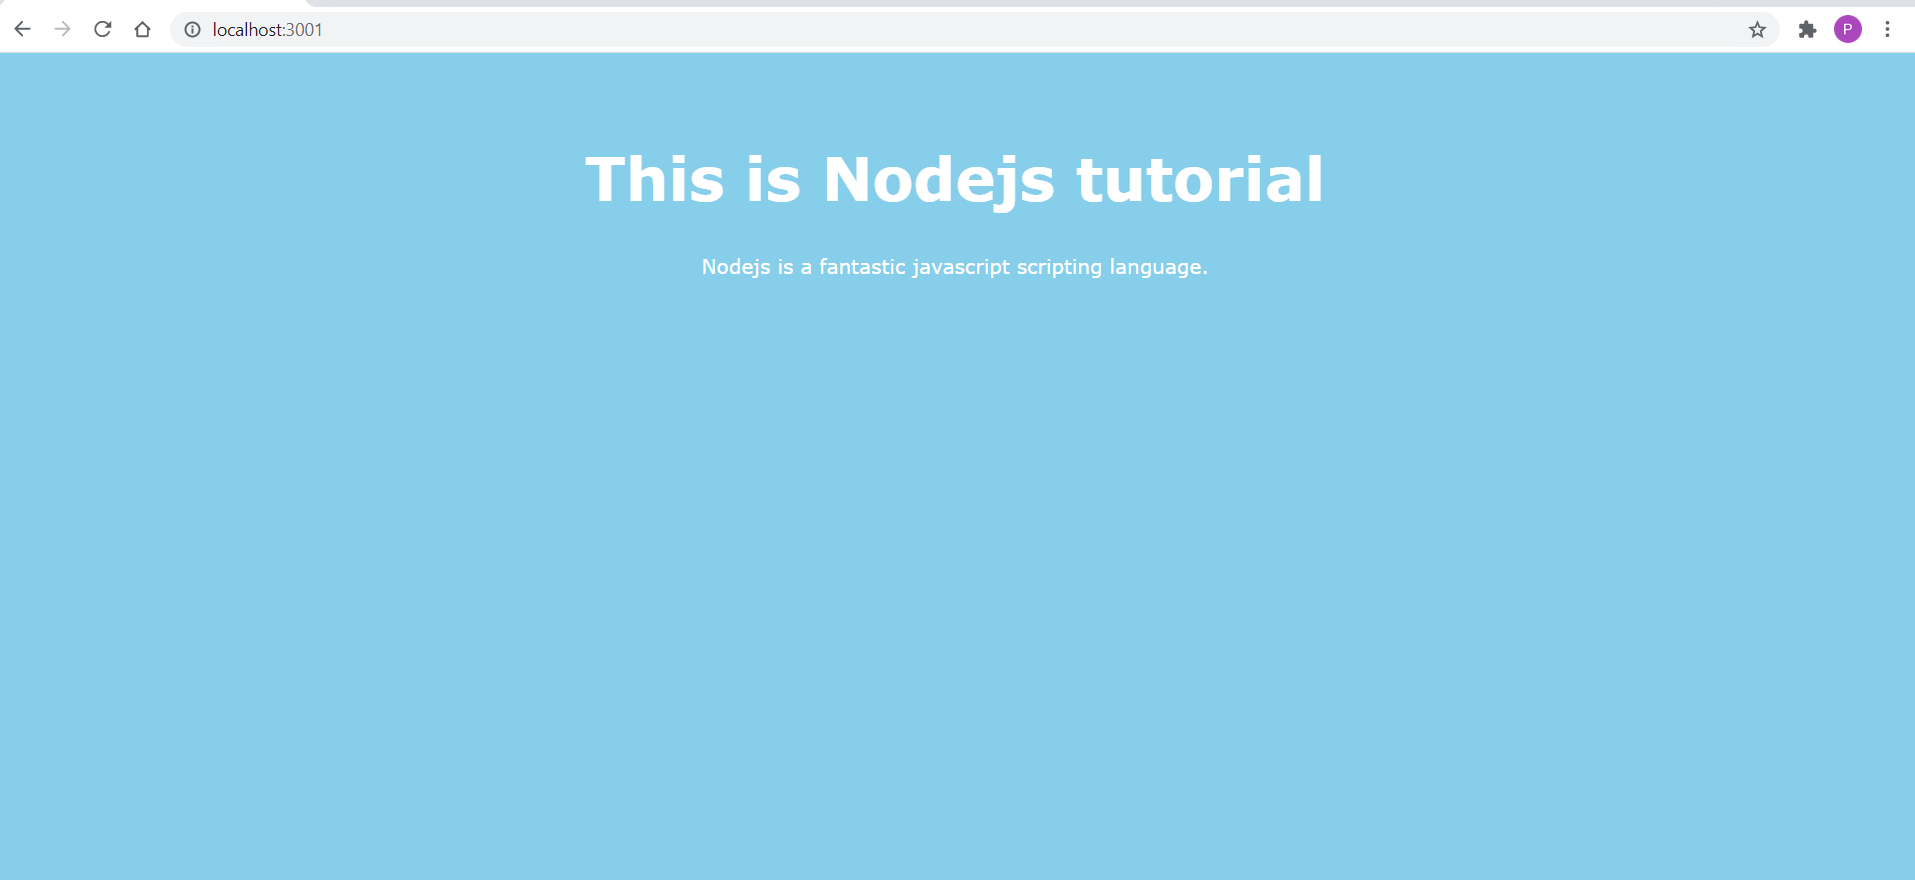 localhost:3001
P
This is Nodejs tutorial
Nodejs is a fantastic javascript scripting language.